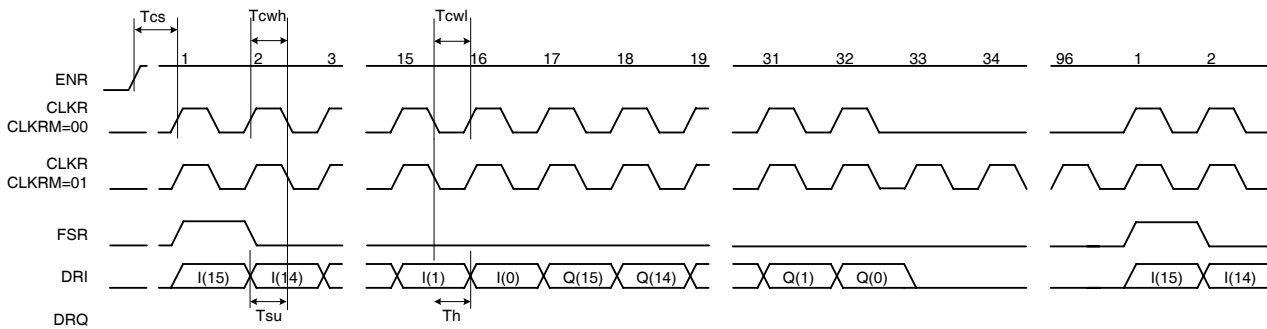 Tcs Tcwh Tcwl
1 2 3 15 16 17 18 19 31 32 33 34 96 1 2
ENR
CLKR
CLKRM=00
CLKR
CLKRM=01
FSR
DRI I(15) I(14) I(1) I(0) Q(15) Q(14) Q(1) Q(0) I(15) I(14)
Tsu Th
DRQ